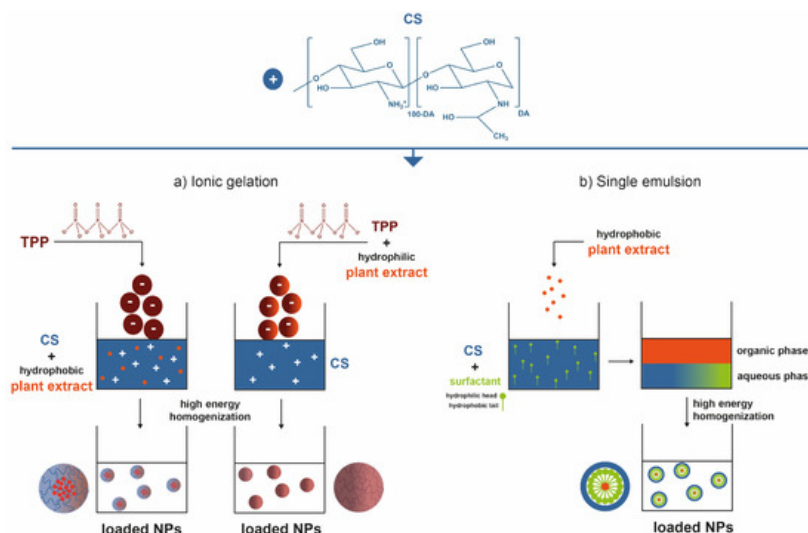 CS
OH
OH
HO
HO
NH₃⁺
NH
100-DA
HO
DA
CH₃
a) Ionic gelation
b) Single emulsion
TPP
TPP
+
hydrophilic
plant extract
hydrophobic
plant extract
CS
+
hydrophobic
plant extract
CS
CS
+
surfactant
hydrophilic head
hydrophobic tail
organic phase
aqueous phase
high energy
homogenization
high energy
homogenization
loaded NPs
loaded NPs
loaded NPs